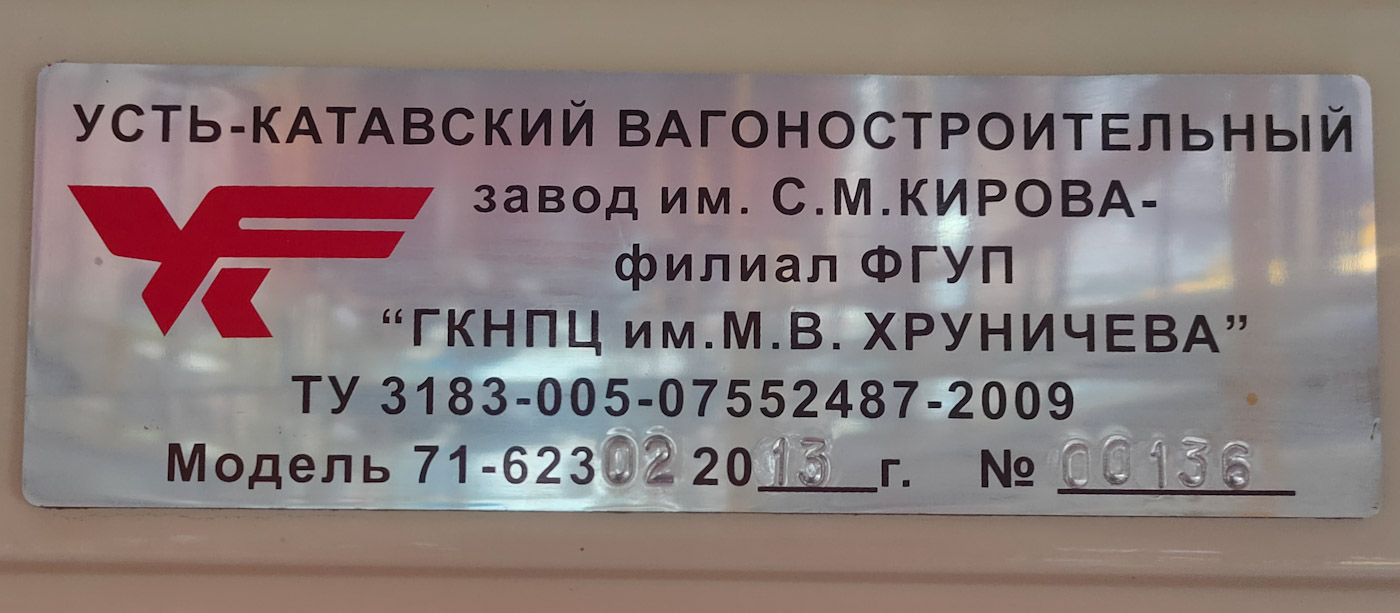 УСТЬ-КАТАВСКИЙ ВАГОНОСТРОИТЕЛЬНЫЙ
завод им. С.М.КИРОВА-
филиал ФГУП
“ГКНПЦ им.М.В. ХРУНИЧЕВА”
ТУ 3183-005-07552487-2009
Модель 71-62302 2013 г. № 00136